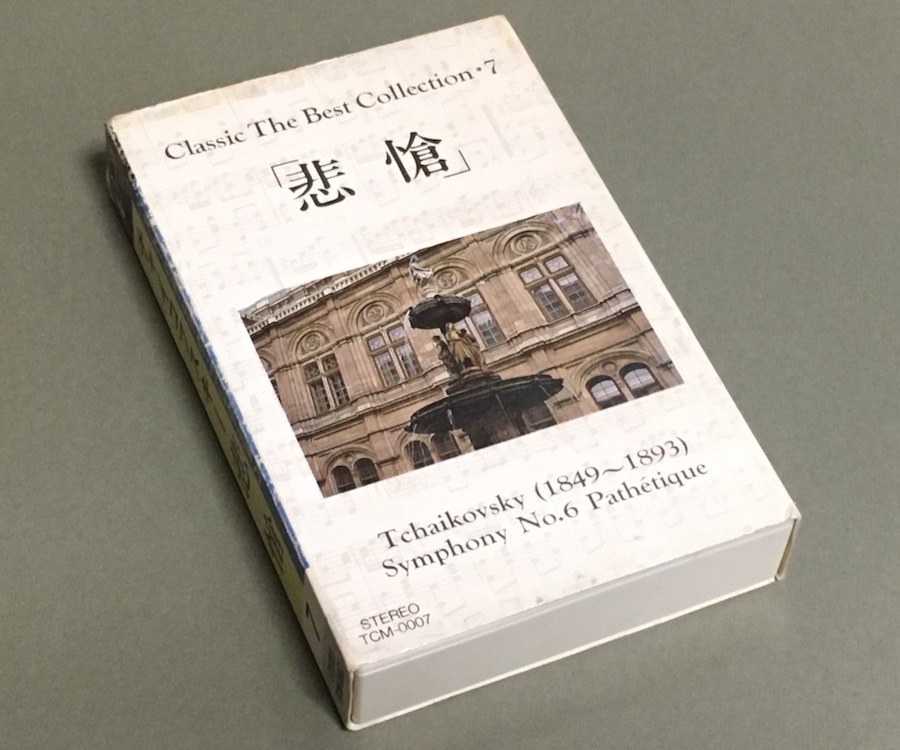 Classic The Best Collection・7
「悲愴」
Tchaikovsky (1849～1893)
Symphony No.6 Pathétique
STEREO
TCM-0007